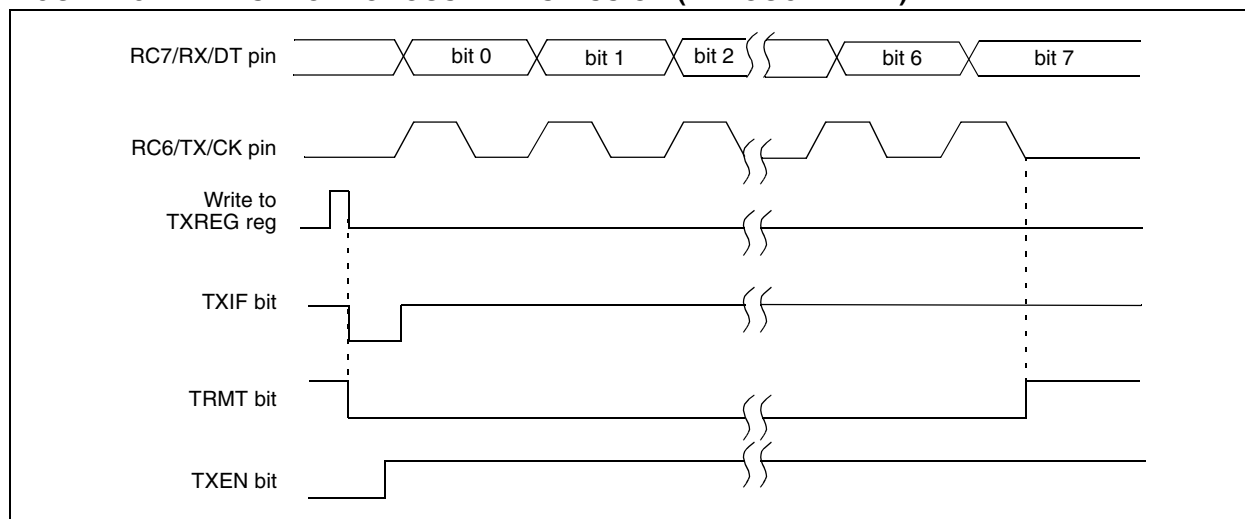 RC7/RX/DT pin
bit 0
bit 1
bit 2
bit 6
bit 7
RC6/TX/CK pin
Write to
TXREG reg
TXIF bit
TRMT bit
TXEN bit